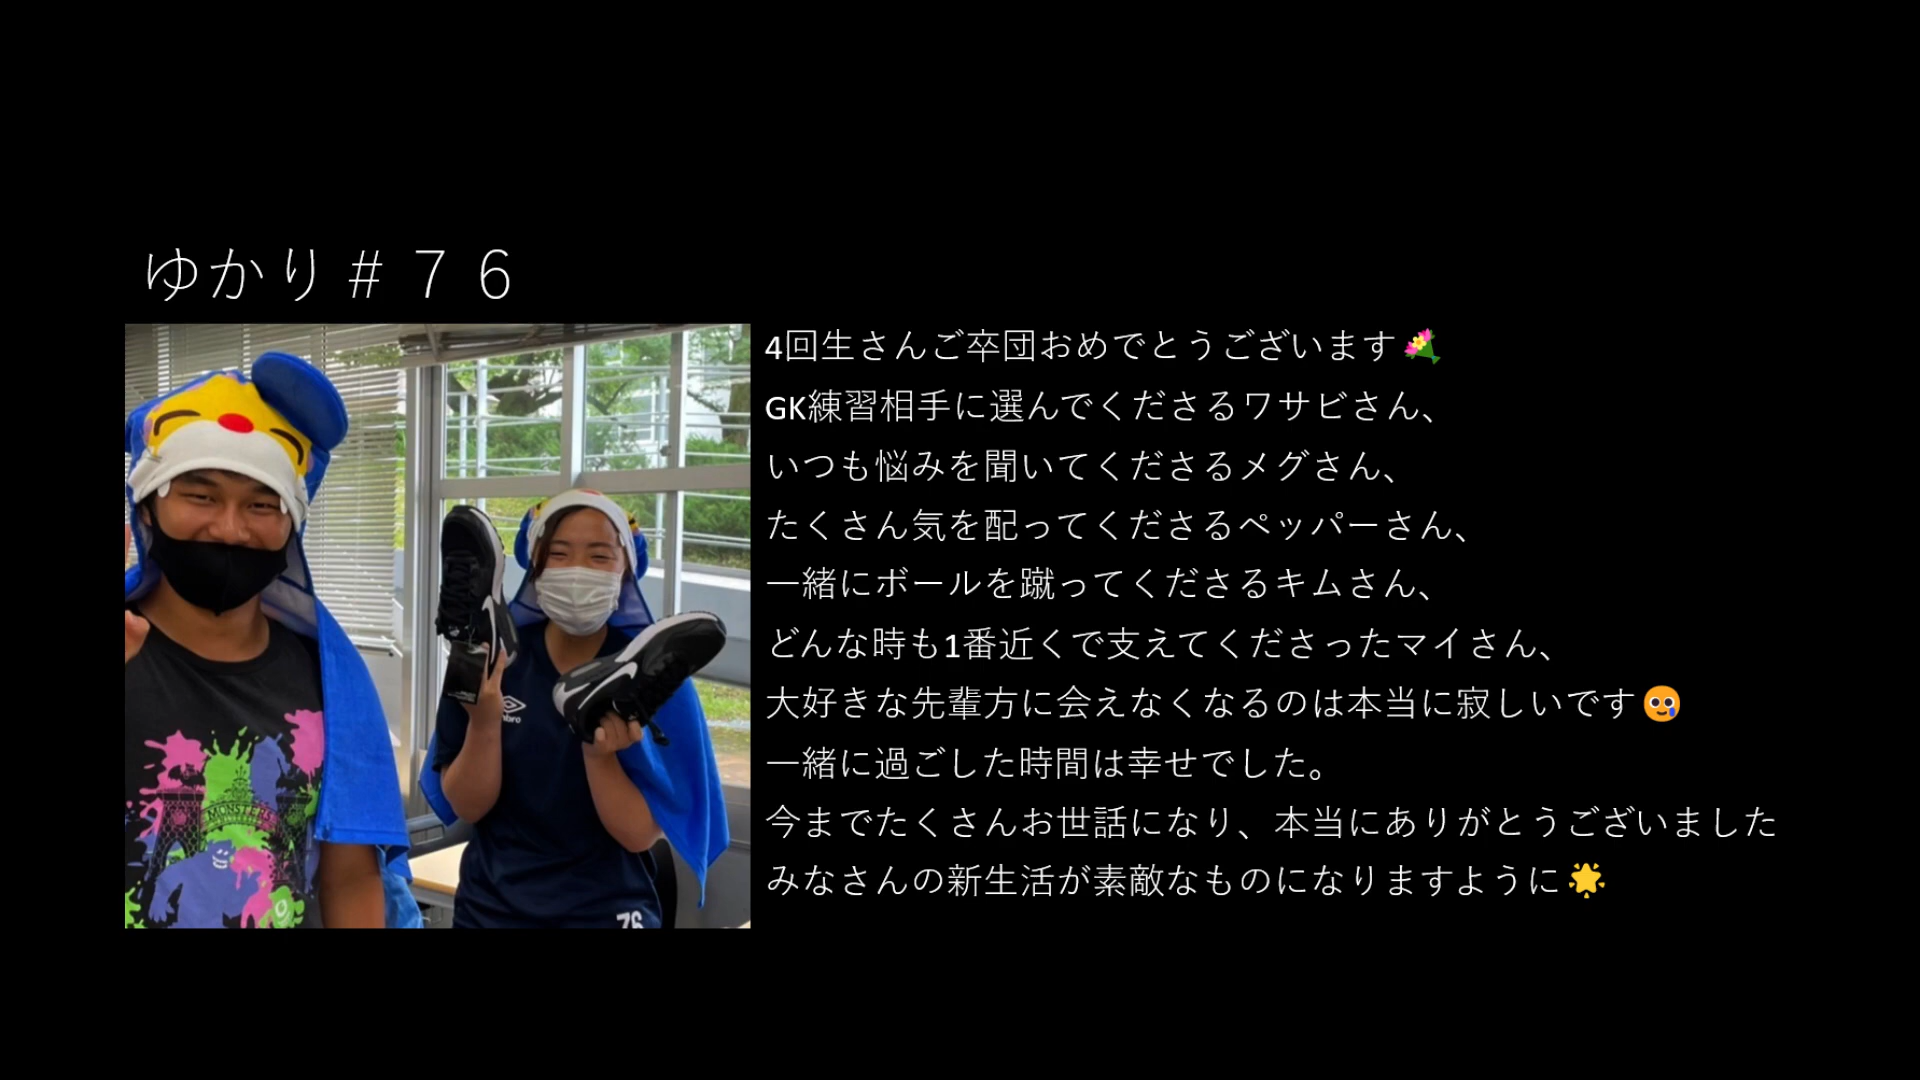 ゆかり＃７６
4回生さんご卒団おめでとうございます💐
GK練習相手に選んでくださるワサビさん、
いつも悩みを聞いてくださるメグさん、
たくさん気を配ってくださるペッパーさん、
一緒にボールを蹴ってくださるキムさん、
どんな時も1番近くで支えてくださったマイさん、
大好きな先輩方に会えなくなるのは本当に寂しいです🥲
一緒に過ごした時間は幸せでした。
今までたくさんお世話になり、本当にありがとうございました
みなさんの新生活が素敵なものになりますように🌟
MONSTERS
76